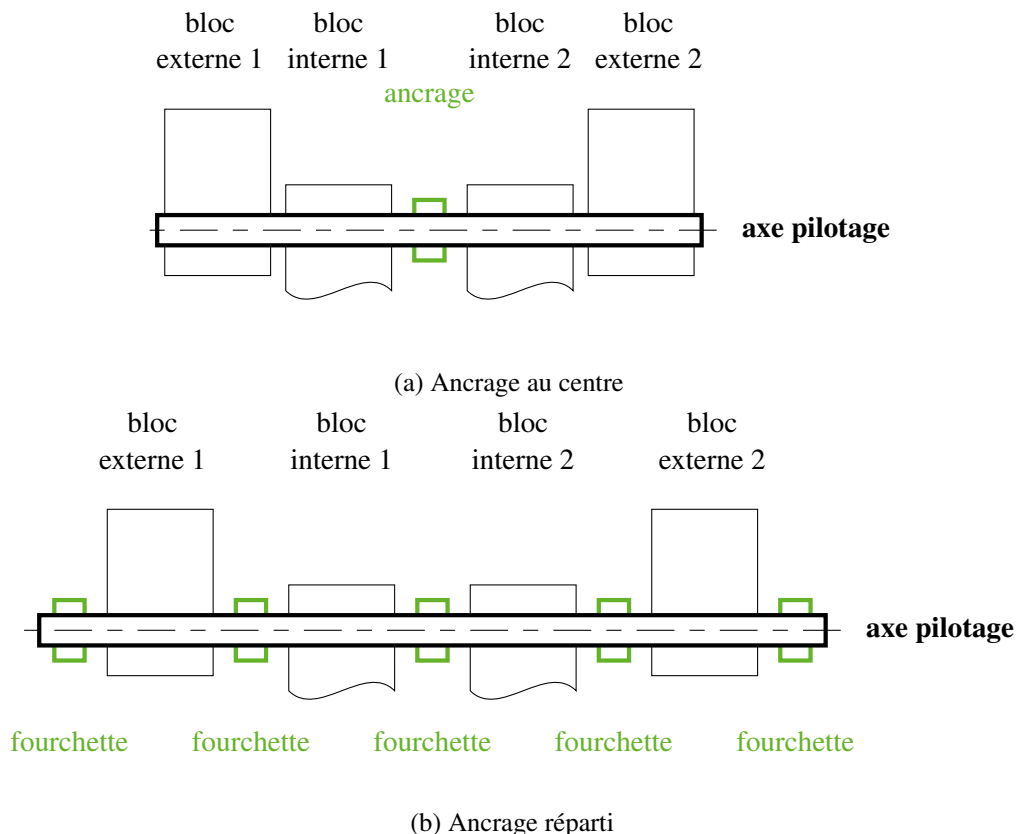 bloc bloc bloc bloc
externe 1 interne 1 interne 2 externe 2
ancrage
axe pilotage
(a) Ancrage au centre
bloc bloc bloc bloc
externe 1 interne 1 interne 2 externe 2
axe pilotage
fourchette fourchette fourchette fourchette fourchette
(b) Ancrage réparti